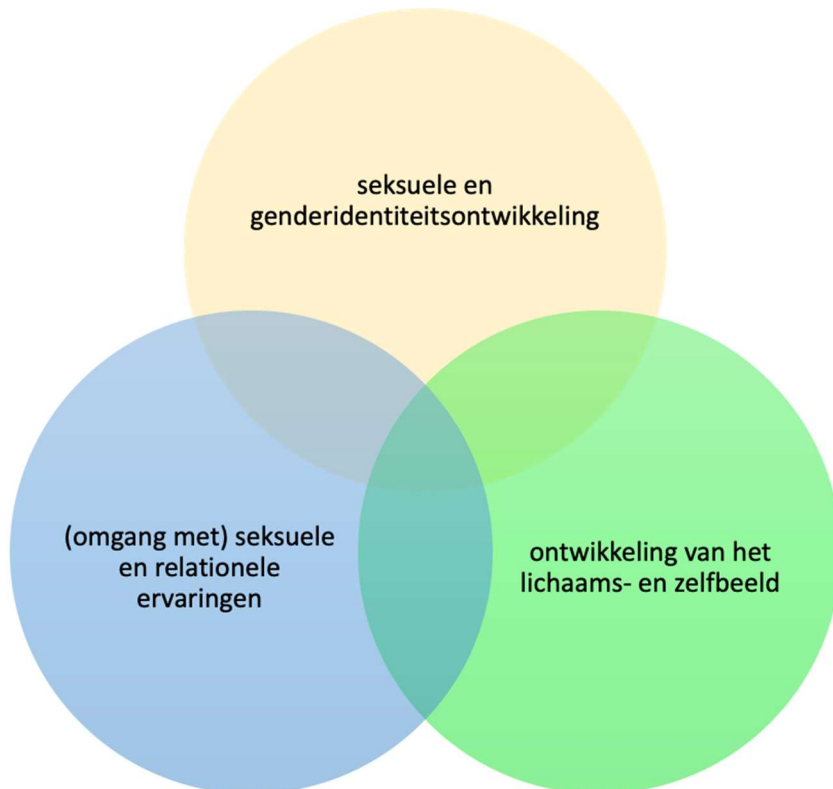 seksuele en
genderidentiteitsontwikkeling
(omgang met) seksuele
en relationele
ervaringen
ontwikkeling van het
lichaams- en zelfbeeld